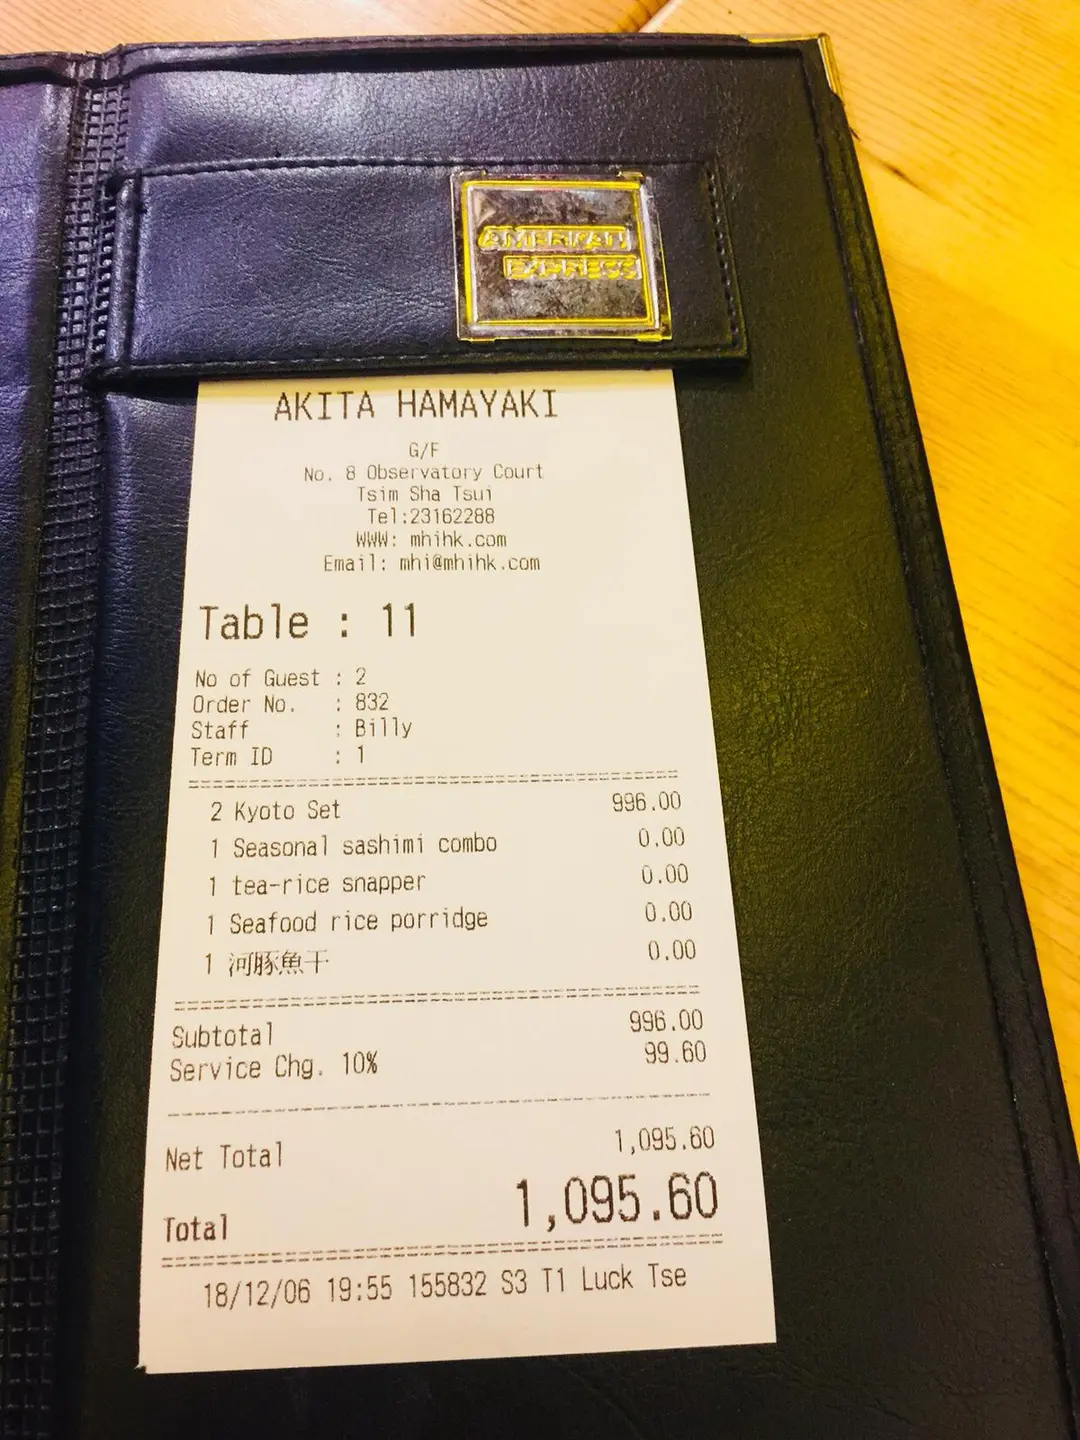 AMERICAN
EXPRESS
AKITA HAMAYAKI
G/F
No. 8 Observatory Court
Tsim Sha Tsui
Tel:23162288
WWW: mhihk.com
Email: mhi@mhihk.com
Table : 11
No of Guest : 2
Order No. : 832
Staff : Billy
Term ID : 1
2 Kyoto Set 996.00
1 Seasonal sashimi combo 0.00
1 tea-rice snapper 0.00
1 Seafood rice porridge 0.00
1 河豚魚干 0.00
Subtotal 996.00
Service Chg. 10% 99.60
Net Total 1,095.60
Total 1,095.60
18/12/06 19:55 155832 S3 T1 Luck Tse